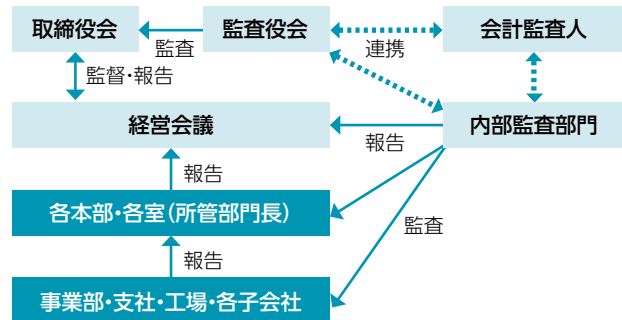 取締役会
監査役会
会計監査人
監査
連携
監督・報告
経営会議
内部監査部門
報告
報告
各本部・各室(所管部門長)
監査
報告
事業部・支社・工場・各子会社